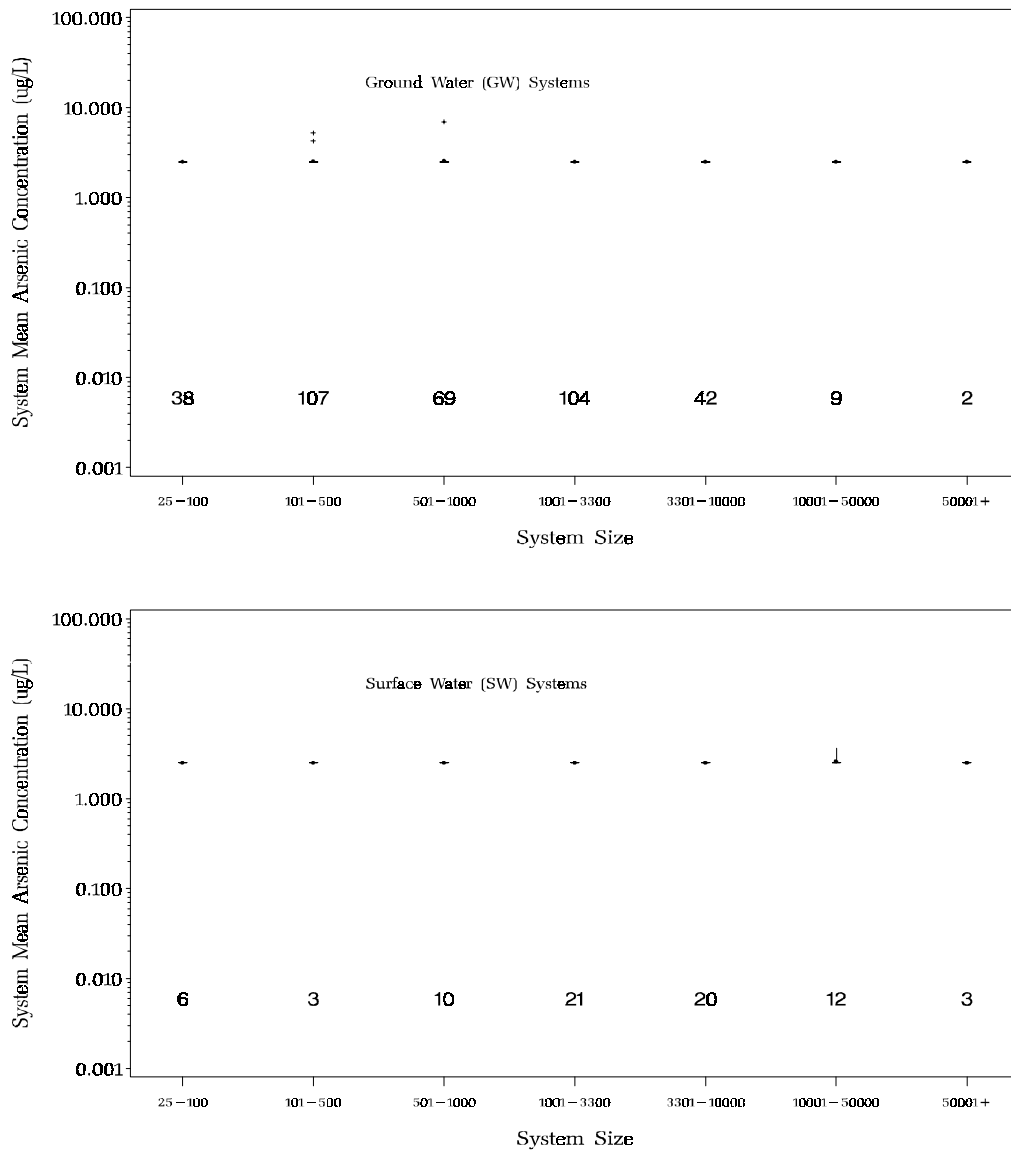 100.000
Ground Water (GW) Systems
10.000
1.000
0.100
0.010
0.001
System Mean Arsenic Concentration (ug/L)
38 107 69 104 42 9 2
25-100 101-500 501-1000 1001-3300 3301-10000 10001-50000 50001+
System Size
100.000
Surface Water (SW) Systems
10.000
1.000
0.100
0.010
0.001
System Mean Arsenic Concentration (ug/L)
6 3 10 21 20 12 3
25-100 101-500 501-1000 1001-3300 3301-10000 10001-50000 50001+
System Size